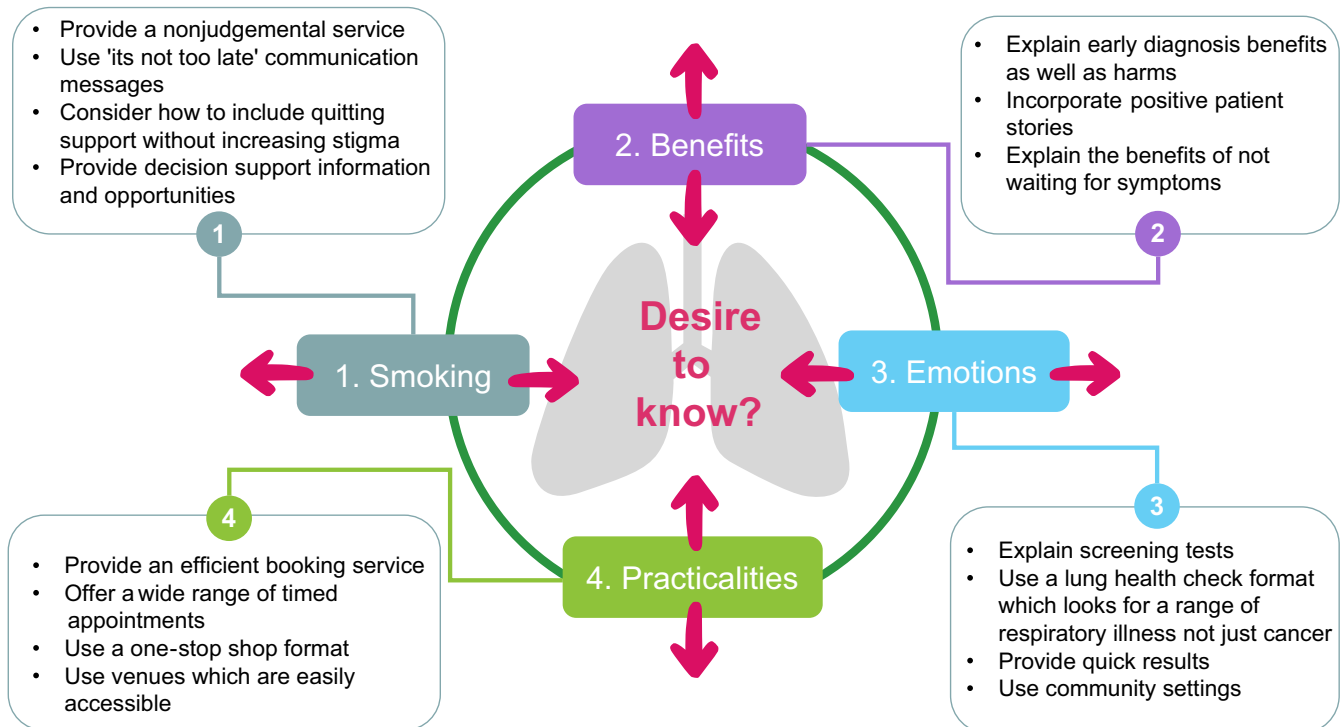 • Provide a nonjudgemental service
• Use 'its not too late' communication
messages
• Consider how to include quitting
support without increasing stigma
• Provide decision support information
and opportunities
1
2. Benefits
• Explain early diagnosis benefits
as well as harms
• Incorporate positive patient
stories
• Explain the benefits of not
waiting for symptoms
2
1. Smoking
Desire
to
know?
3. Emotions
4
• Provide an efficient booking service
• Offer a wide range of timed
appointments
• Use a one-stop shop format
• Use venues which are easily
accessible
4. Practicalities
3
• Explain screening tests
• Use a lung health check format
which looks for a range of
respiratory illness not just cancer
• Provide quick results
• Use community settings